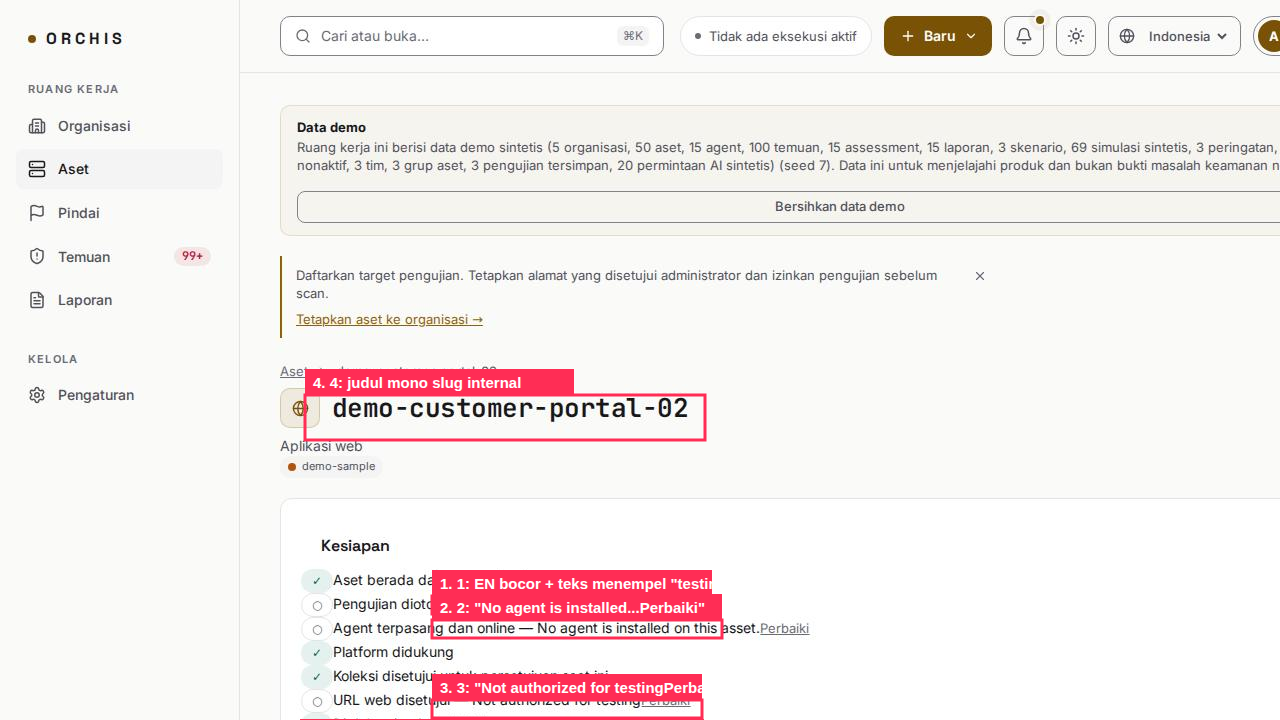 ORCHIS
Cari atau buka...
⌘K
Tidak ada eksekusi aktif
+ Baru
Indonesia
A
RUANG KERJA
Organisasi
Aset
Pindai
Temuan
99+
Laporan
KELOLA
Pengaturan
Data demo
Ruang kerja ini berisi data demo sintetis (5 organisasi, 50 aset, 15 agent, 100 temuan, 15 assessment, 15 laporan, 3 skenario, 69 simulasi sintetis, 3 peringatan,
nonaktif, 3 tim, 3 grup aset, 3 pengujian tersimpan, 20 permintaan AI sintetis) (seed 7). Data ini untuk menjelajahi produk dan bukan bukti masalah keamanan n
Bersihkan data demo
Daftarkan target pengujian. Tetapkan alamat yang disetujui administrator dan izinkan pengujian sebelum
scan.
Tetapkan aset ke organisasi →
4. 4: judul mono slug internal
demo-customer-portal-02
Aplikasi web
demo-sample
Kesiapan
Aset berada da
1. 1: EN bocor + teks menempel "testin
Pengujian dioto
2. 2: "No agent is installed...Perbaiki"
Agent terpasang dan online — No agent is installed on this asset.Perbaiki
Platform didukung
Koleksi disetujui untuk persetujuan aset ini
3. 3: "Not authorized for testingPerba
URL web disetujui — Not authorized for testingPerbaiki